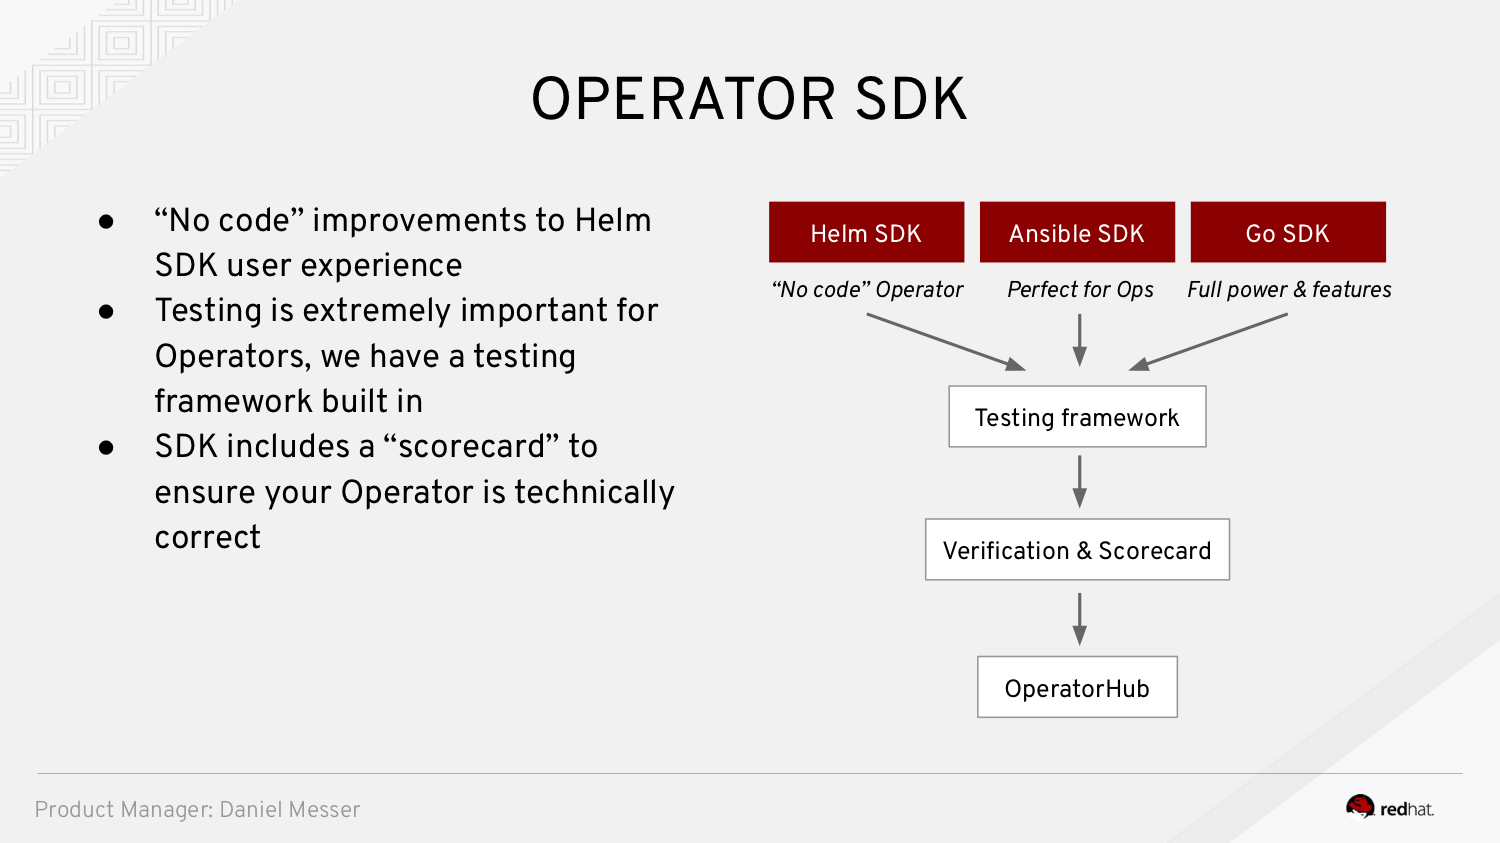 OPERATOR SDK
● “No code” improvements to Helm
SDK user experience
● Testing is extremely important for
Operators, we have a testing
framework built in
● SDK includes a “scorecard” to
ensure your Operator is technically
correct
Helm SDK
Ansible SDK
Go SDK
“No code” Operator
Perfect for Ops
Full power & features
Testing framework
Verification & Scorecard
OperatorHub
Product Manager: Daniel Messer
redhat.